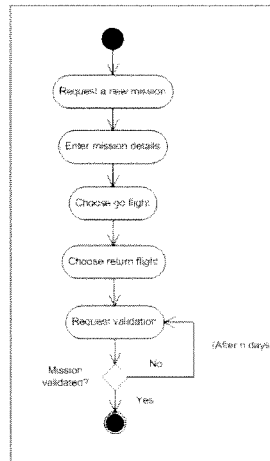 Request a new mission
Enter mission details
Choose go flight
Choose return flight
Request validation
(After n days
No
Mission
validated?
Yes